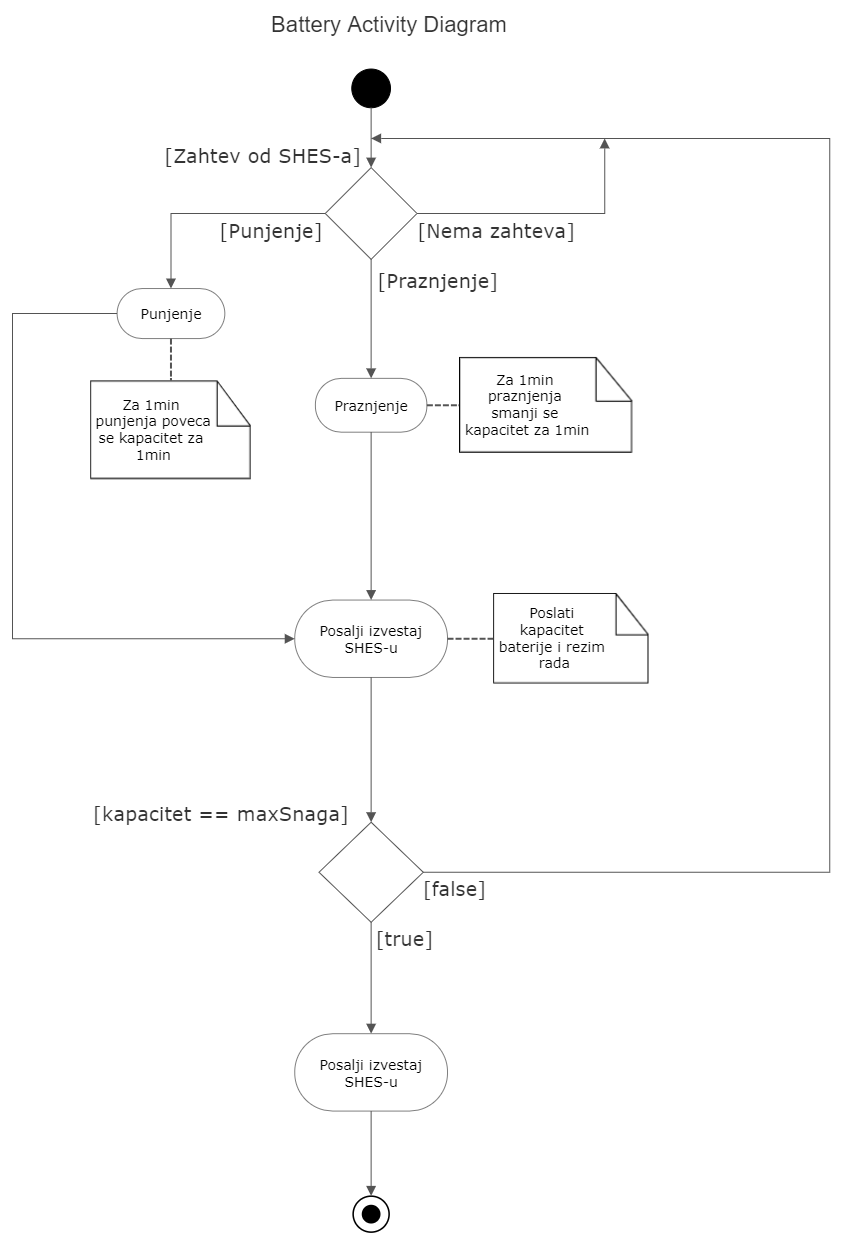 Battery Activity Diagram
[Zahtev od SHES-a]
[Punjenje]
[Nema zahteva]
[Praznjenje]
Punjenje
Za 1min
punjenja poveca
se kapacitet za
1min
Praznjenje
Za 1min
praznjenja
smanji se
kapacitet za 1min
Posalji izvestaj
SHES-u
Poslati
kapacitet
baterije i rezim
rada
[kapacitet == maxSnaga]
[false]
[true]
Posalji izvestaj
SHES-u